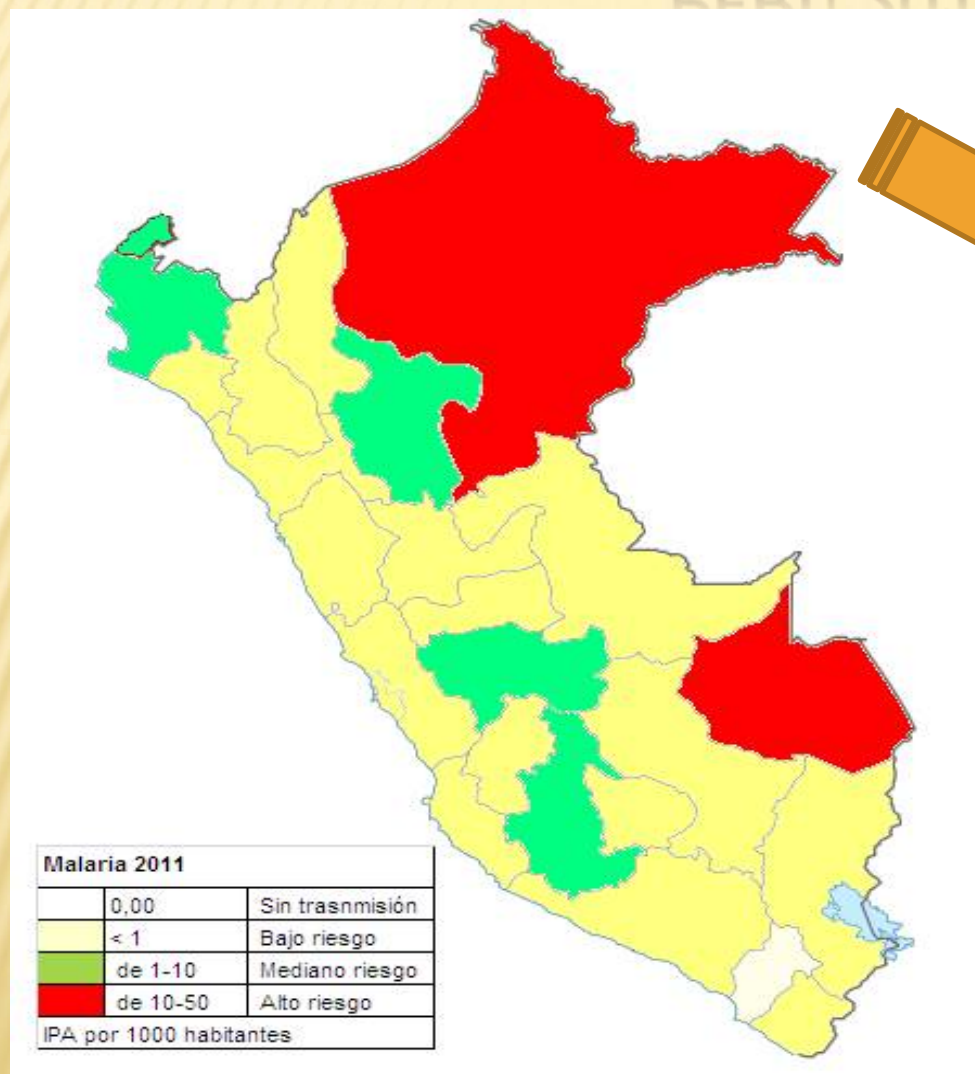 Malaria 2011
0,00 Sin trasnmisión
< 1 Bajo riesgo
de 1-10 Mediano riesgo
de 10-50 Alto riesgo
IPA por 1000 habitantes